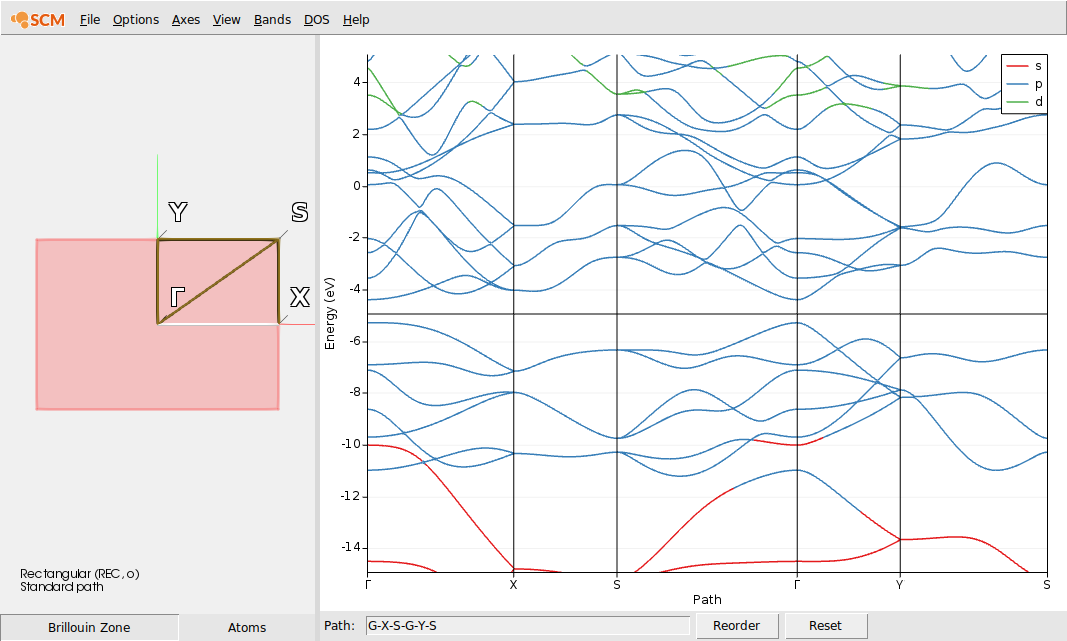 SCM File Options Axes View Bands DOS Help
s
p
d
4
2
0
-2
-4
-6
-8
-10
-12
-14
Energy (eV)
Γ X S Γ Y S
Path
Y S
Γ X
Rectangular (REC, o)
Standard path
Brillouin Zone Atoms
Path: G-X-S-G-Y-S Reorder Reset